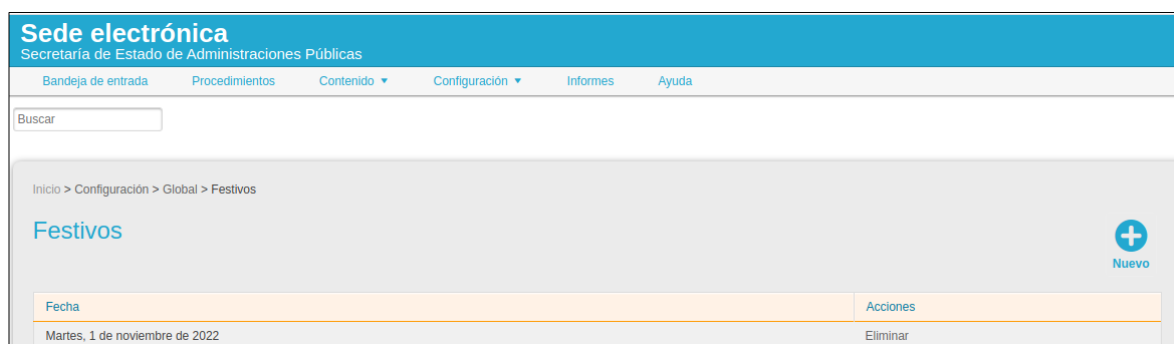 Sede electrónica
Secretaría de Estado de Administraciones Públicas
Bandeja de entrada Procedimientos Contenido ▼ Configuración ▼ Informes Ayuda
Buscar
Inicio > Configuración > Global > Festivos
Festivos
Nuevo
Fecha Acciones
Martes, 1 de noviembre de 2022 Eliminar